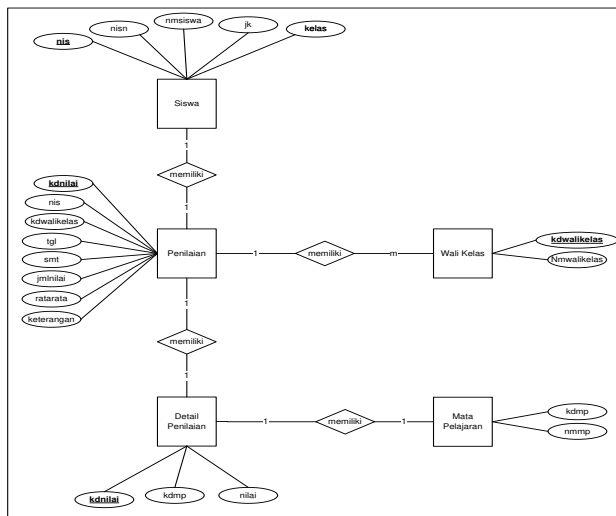 nis
nisn
nmsiswa
jk
kelas
Siswa
1
memiliki
1
kdnilai
nis
kdwalikelas
tgl
smt
jmlnilai
ratarata
keterangan
Penilaian
1
memiliki
m
Wali Kelas
kdwalikelas
Nmwalikelas
1
memiliki
1
Detail
Penilaian
1
memiliki
1
Mata
Pelajaran
kdmp
nmmp
kdnilai
kdmp
nilai